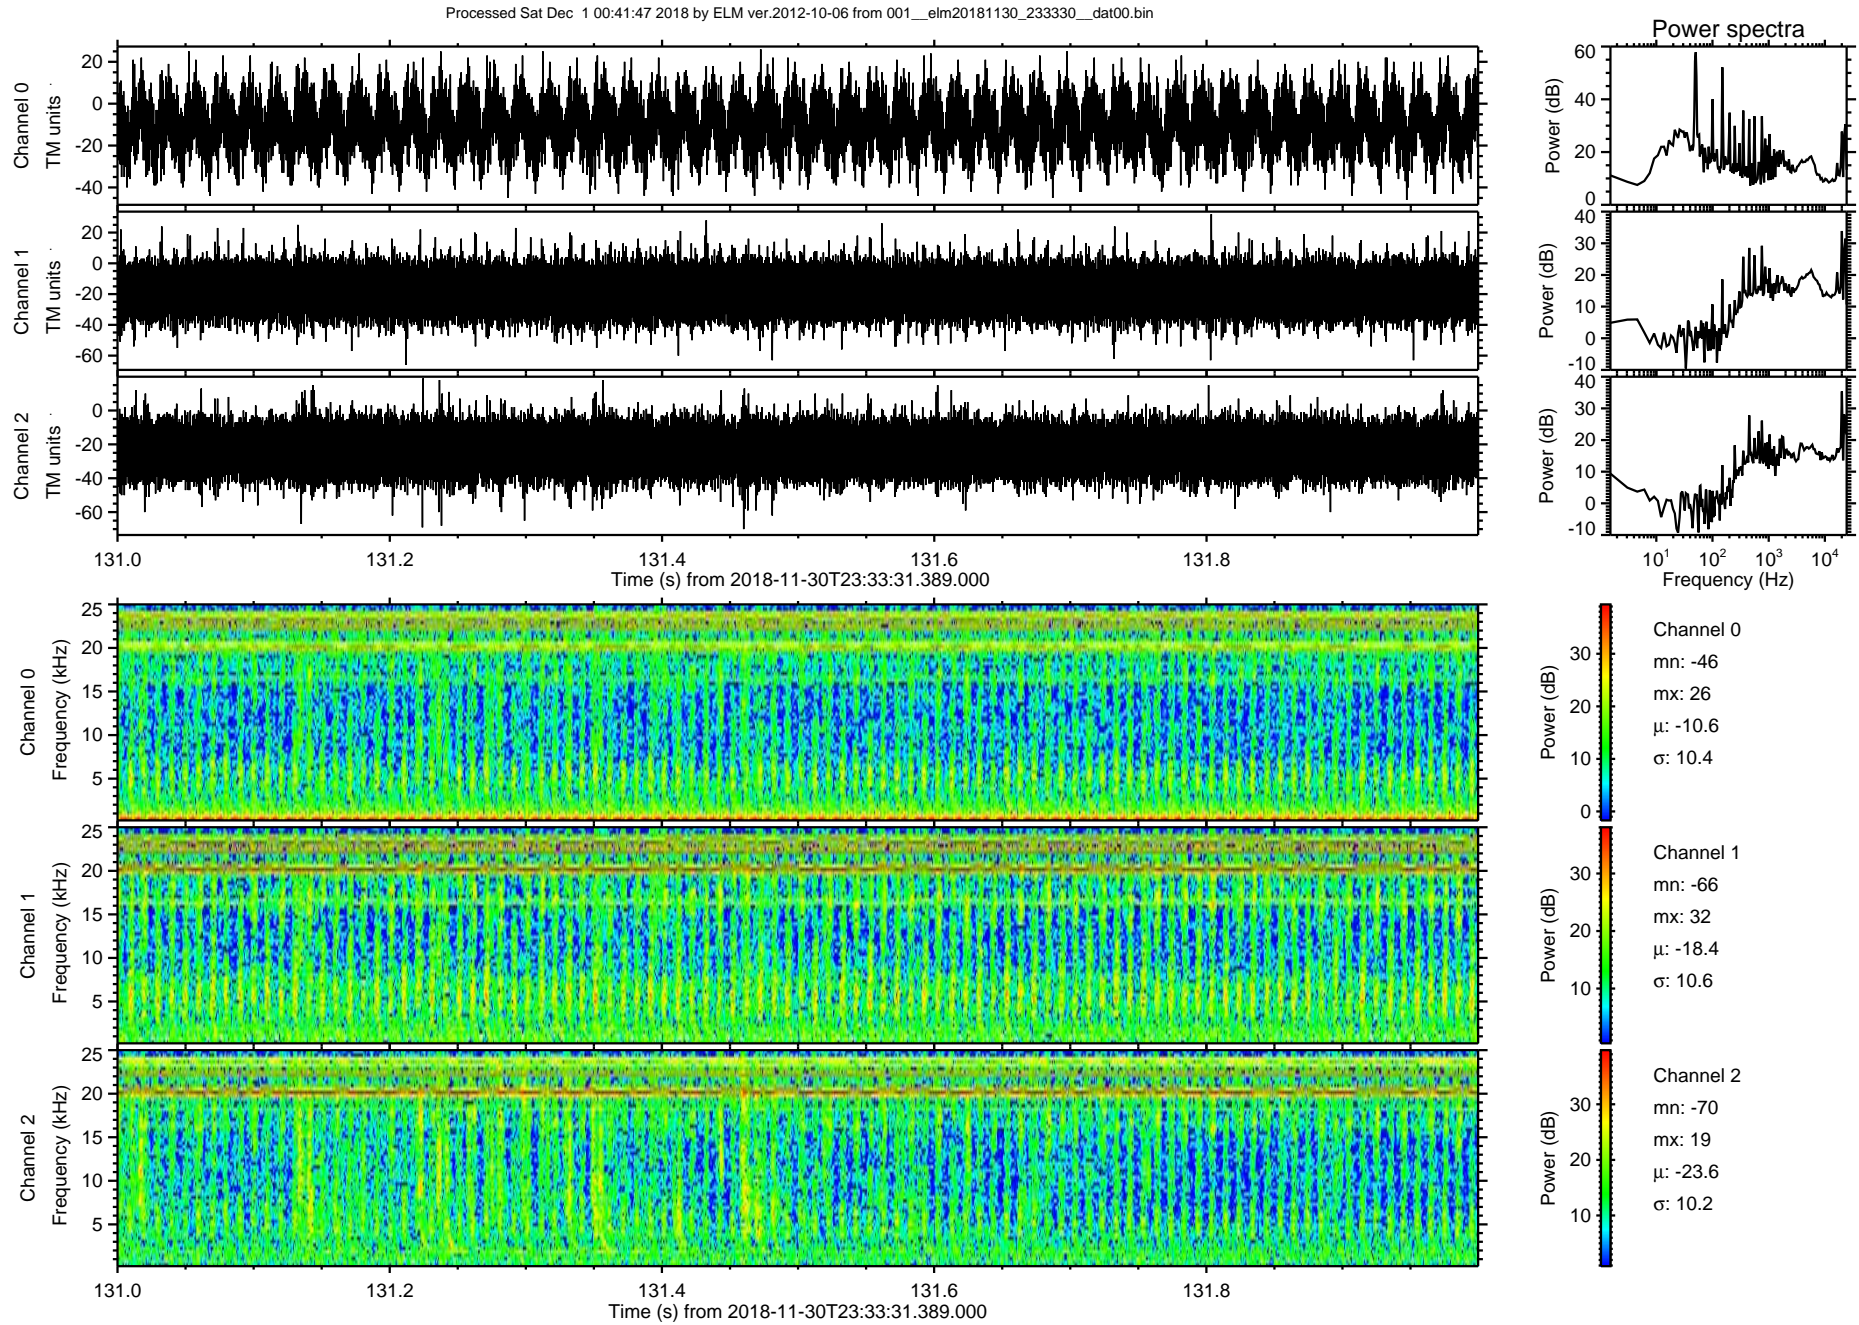 Processed Sat Dec  1 00:41:47 2018 by ELM ver.2012-10-06 from 001__elm20181130_233330__dat00.bin
Power spectra
Channel 0
TM units
20
0
-20
-40
Power (dB)
60
40
20
0
Channel 1
TM units
20
0
-20
-40
-60
Power (dB)
40
30
20
10
0
-10
Channel 2
TM units
0
-20
-40
-60
Power (dB)
40
30
20
10
0
-10
131.0 131.2 131.4 131.6 131.8
Time (s) from 2018-11-30T23:33:31.389.000
10^1 10^2 10^3 10^4
Frequency (Hz)
Channel 0
Frequency (kHz)
25
20
15
10
5
Power (dB)
30
20
10
0
Channel 0
mn: -46
mx: 26
μ: -10.6
σ: 10.4
Channel 1
Frequency (kHz)
25
20
15
10
5
Power (dB)
30
20
10
Channel 1
mn: -66
mx: 32
μ: -18.4
σ: 10.6
Channel 2
Frequency (kHz)
25
20
15
10
5
Power (dB)
30
20
10
Channel 2
mn: -70
mx: 19
μ: -23.6
σ: 10.2
131.0 131.2 131.4 131.6 131.8
Time (s) from 2018-11-30T23:33:31.389.000